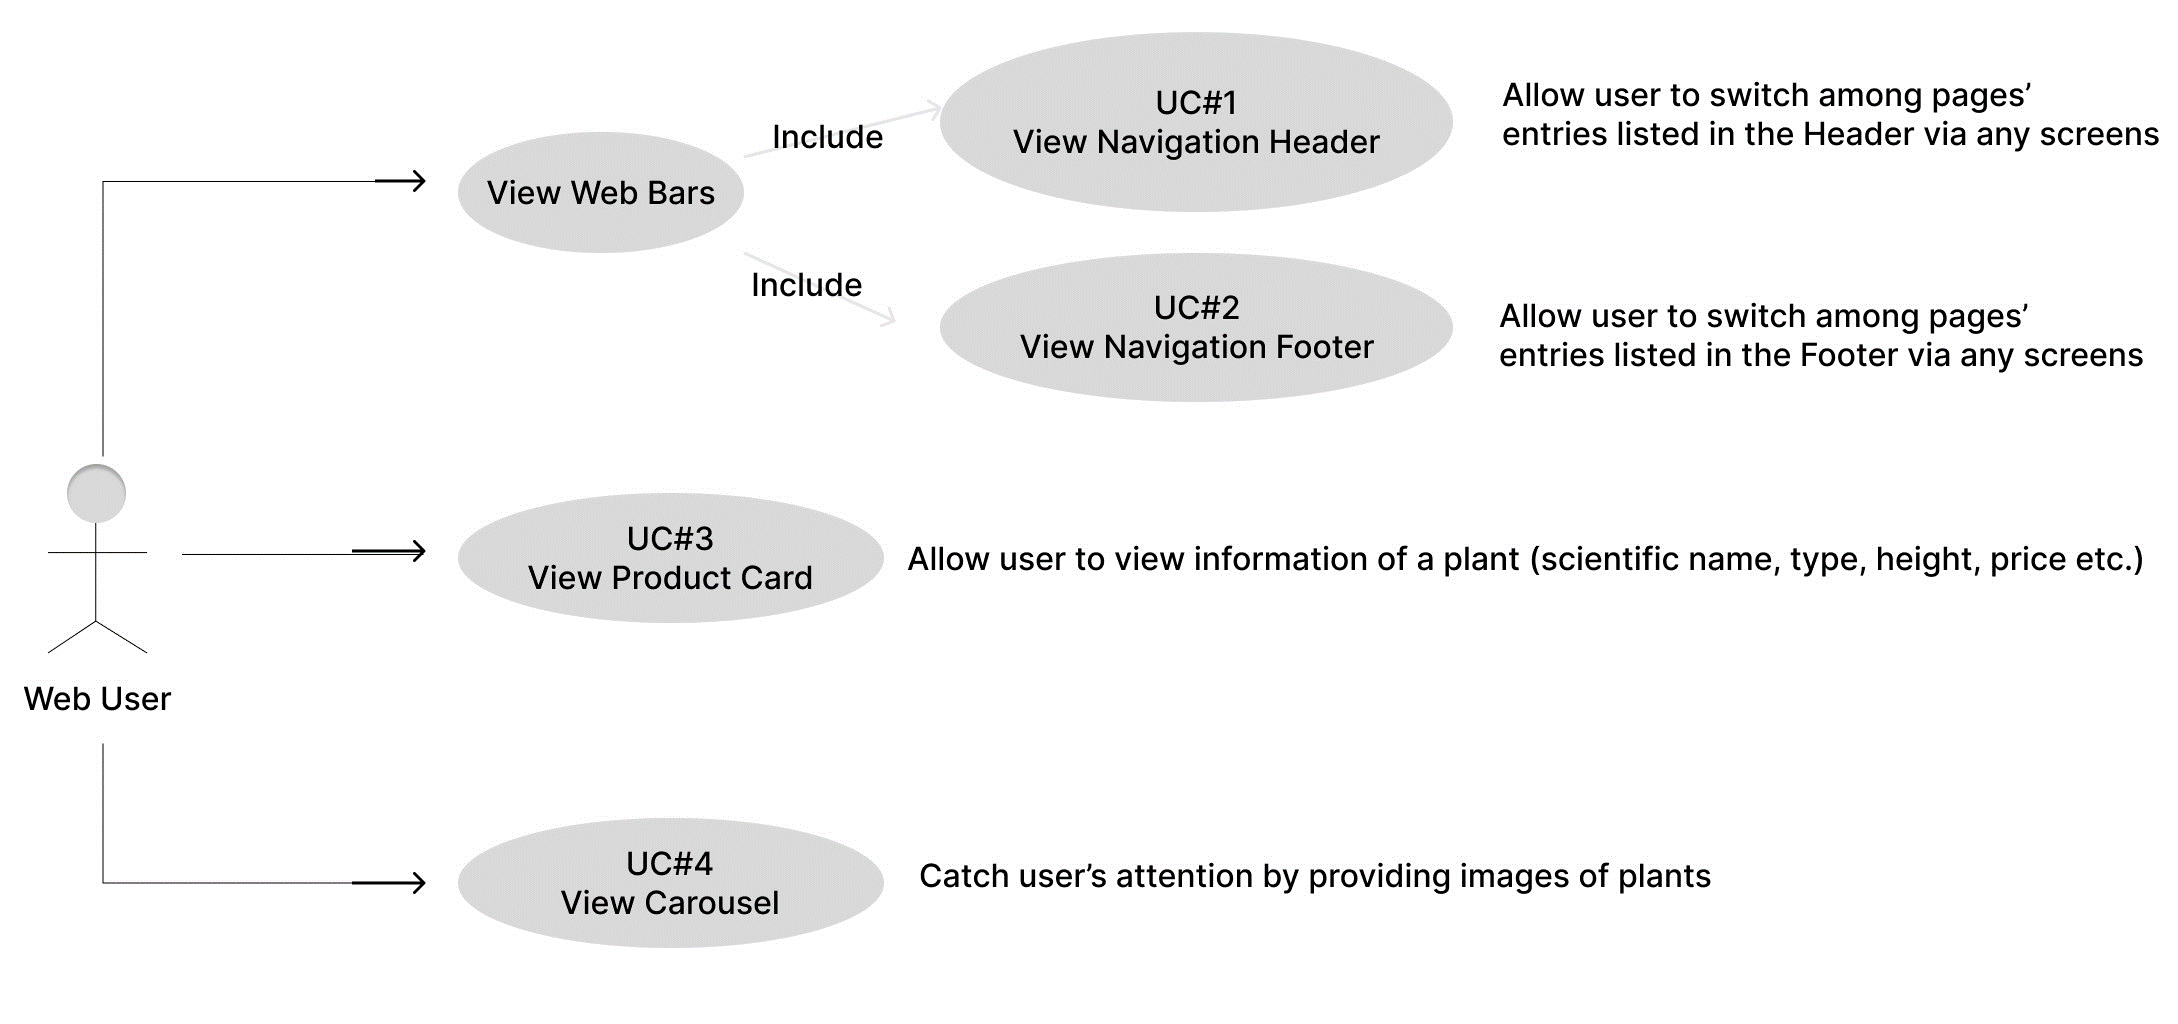 UC#1
View Navigation Header
Allow user to switch among pages’
entries listed in the Header via any screens
Include
View Web Bars
Include
UC#2
View Navigation Footer
Allow user to switch among pages’
entries listed in the Footer via any screens
UC#3
View Product Card
Allow user to view information of a plant (scientific name, type, height, price etc.)
Web User
UC#4
View Carousel
Catch user’s attention by providing images of plants